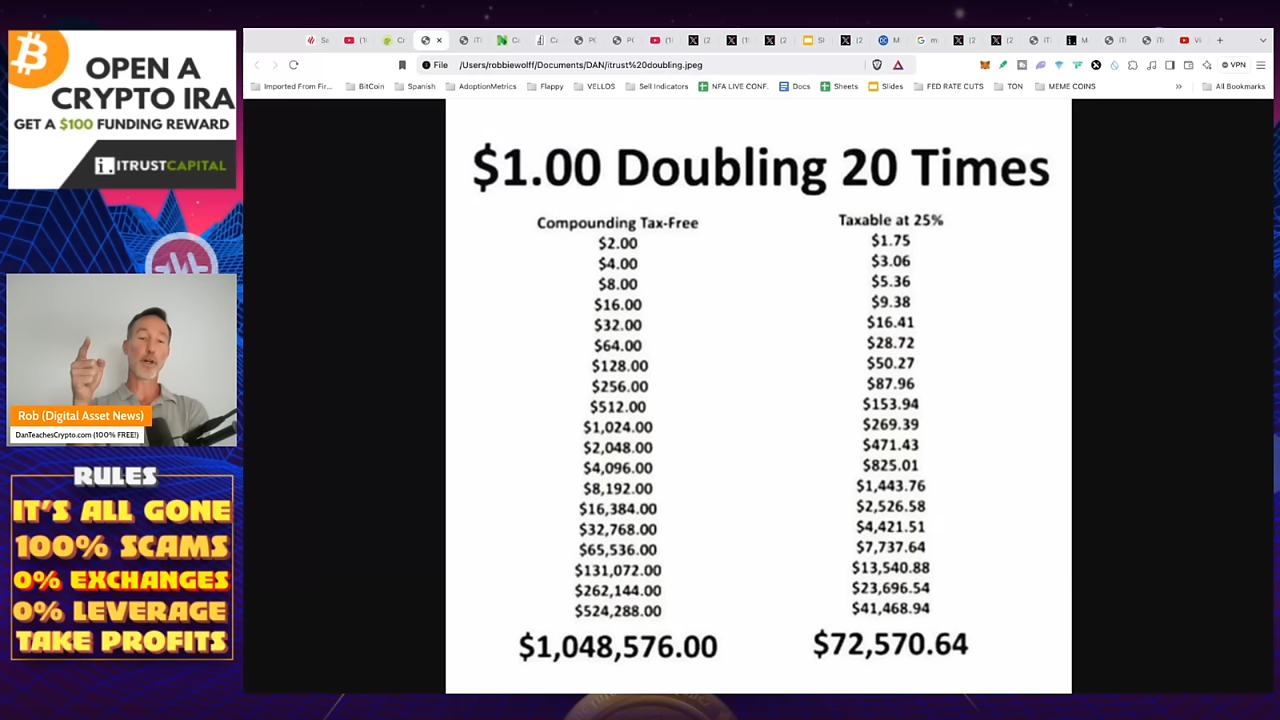 OPEN A
CRYPTO IRA
GET A $100 FUNDING REWARD
i. ITRUSTCAPITAL
Rob (Digital Asset News)
DanTeachesCrypto.com (100% FREE!)
RULES
IT'S ALL GONE
100% SCAMS
0% EXCHANGES
0% LEVERAGE
TAKE PROFITS
File /Users/robbiewolff/Documents/DAN/itrust%20doubling.jpeg
VPN
Imported From Fir... BitCoin Spanish AdoptionMetrics Flappy VELLOS Sell Indicators NFA LIVE CONF. Docs Sheets Slides FED RATE CUTS TON MEME COINS » All Bookmarks
$1.00 Doubling 20 Times
Compounding Tax-Free
$2.00
$4.00
$8.00
$16.00
$32.00
$64.00
$128.00
$256.00
$512.00
$1,024.00
$2,048.00
$4,096.00
$8,192.00
$16,384.00
$32,768.00
$65,536.00
$131,072.00
$262,144.00
$524,288.00
$1,048,576.00
Taxable at 25%
$1.75
$3.06
$5.36
$9.38
$16.41
$28.72
$50.27
$87.96
$153.94
$269.39
$471.43
$825.01
$1,443.76
$2,526.58
$4,421.51
$7,737.64
$13,540.88
$23,696.54
$41,468.94
$72,570.64